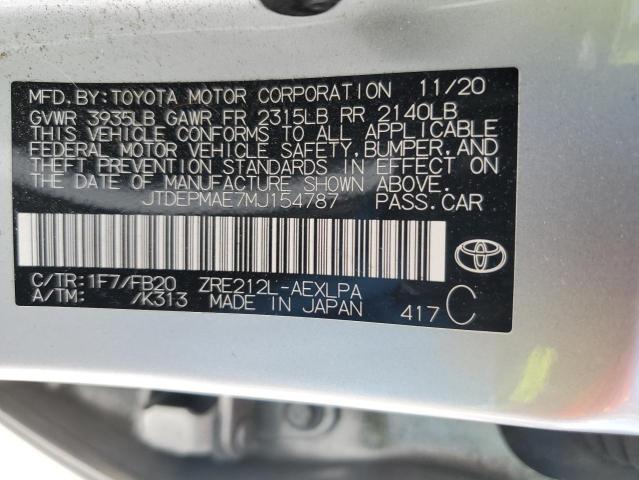 MFD. BY: TOYOTA MOTOR CORPORATION 11/20
GVWR 3935LB GAWR FR 2315LB RR 2140LB
THIS VEHICLE CONFORMS TO ALL APPLICABLE
FEDERAL MOTOR VEHICLE SAFETY, BUMPER, AND
THEFT PREVENTION STANDARDS IN EFFECT ON
THE DATE OF MANUFACTURE SHOWN ABOVE.
JTDEPMAE7MJ154787 PASS. CAR
C/TR: 1F7/FB20 ZRE212L-AEXLPA
A/TM: /K313 MADE IN JAPAN 417 C